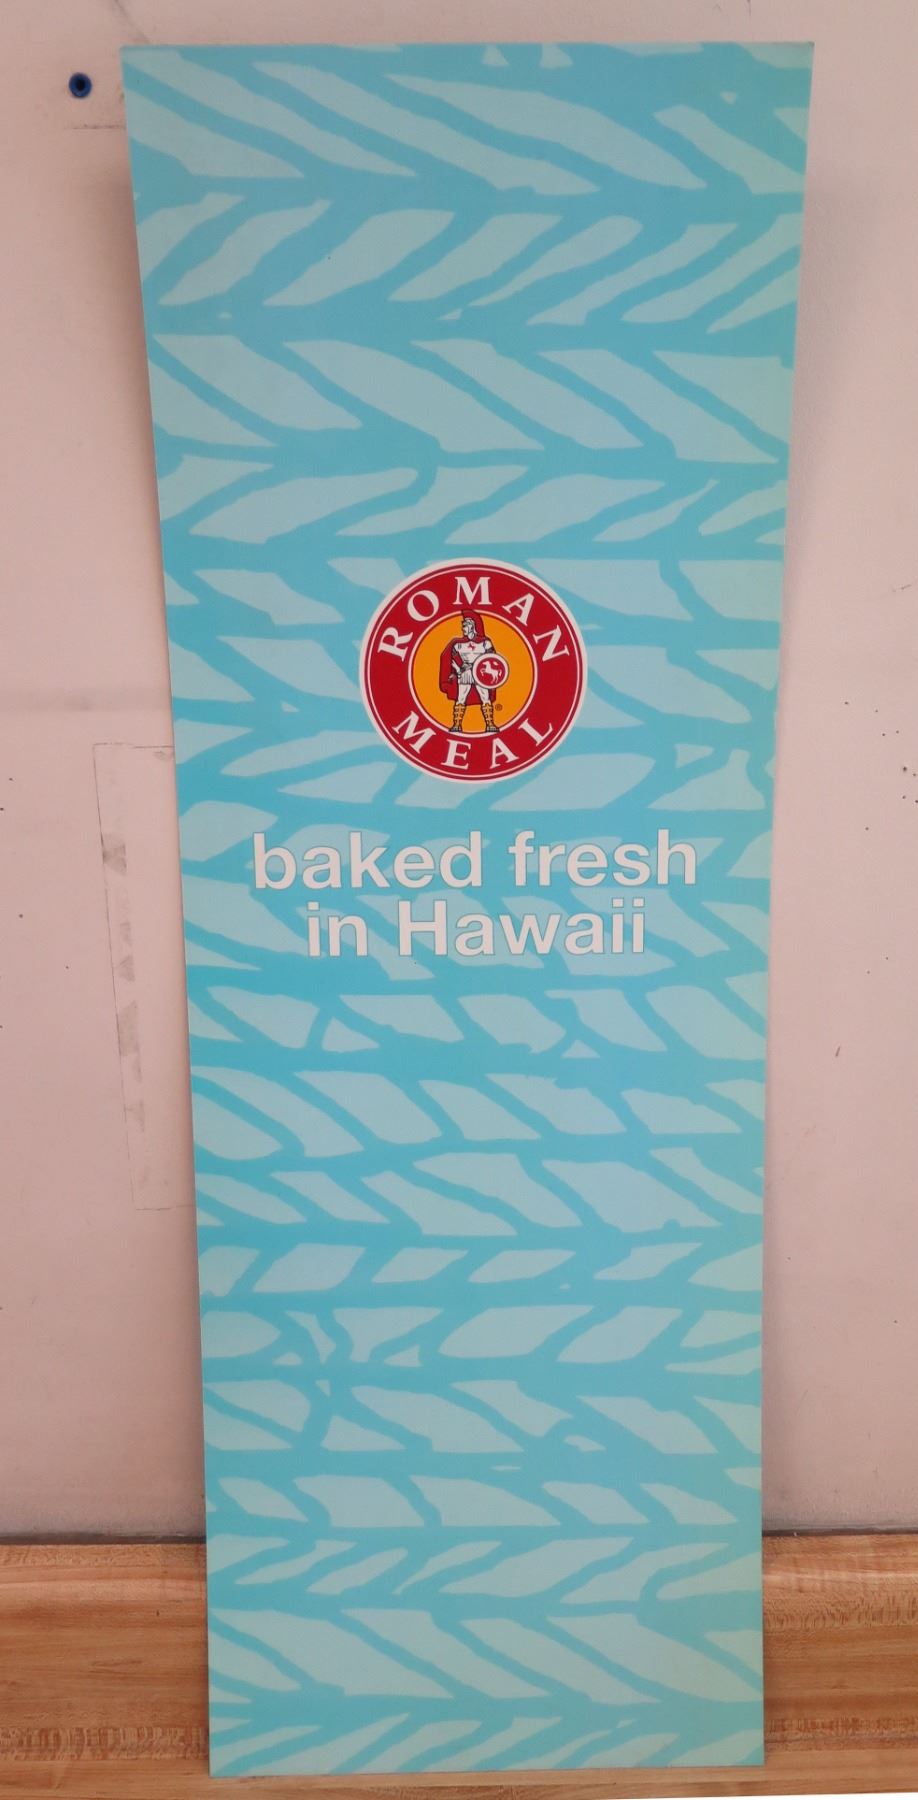 ROMAN
MEAL
®
baked fresh
in Hawaii